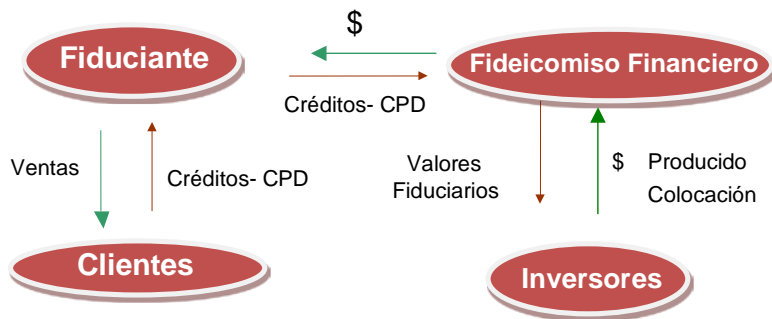 $
Fiduciante
Fideicomiso Financiero
Créditos- CPD
Ventas
Créditos- CPD
Valores
Fiduciarios
$ Producido
Colocación
Clientes
Inversores